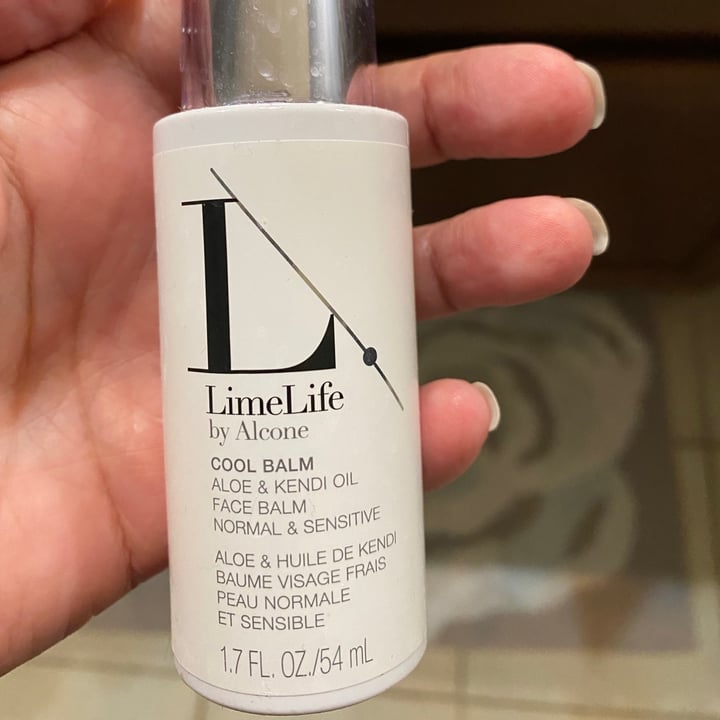 L
LimeLife
by Alcone
COOL BALM
ALOE & KENDI OIL
FACE BALM
NORMAL & SENSITIVE
ALOE & HUILE DE KENDI
BAUME VISAGE FRAIS
PEAU NORMALE
ET SENSIBLE
1.7 FL. OZ./54 mL